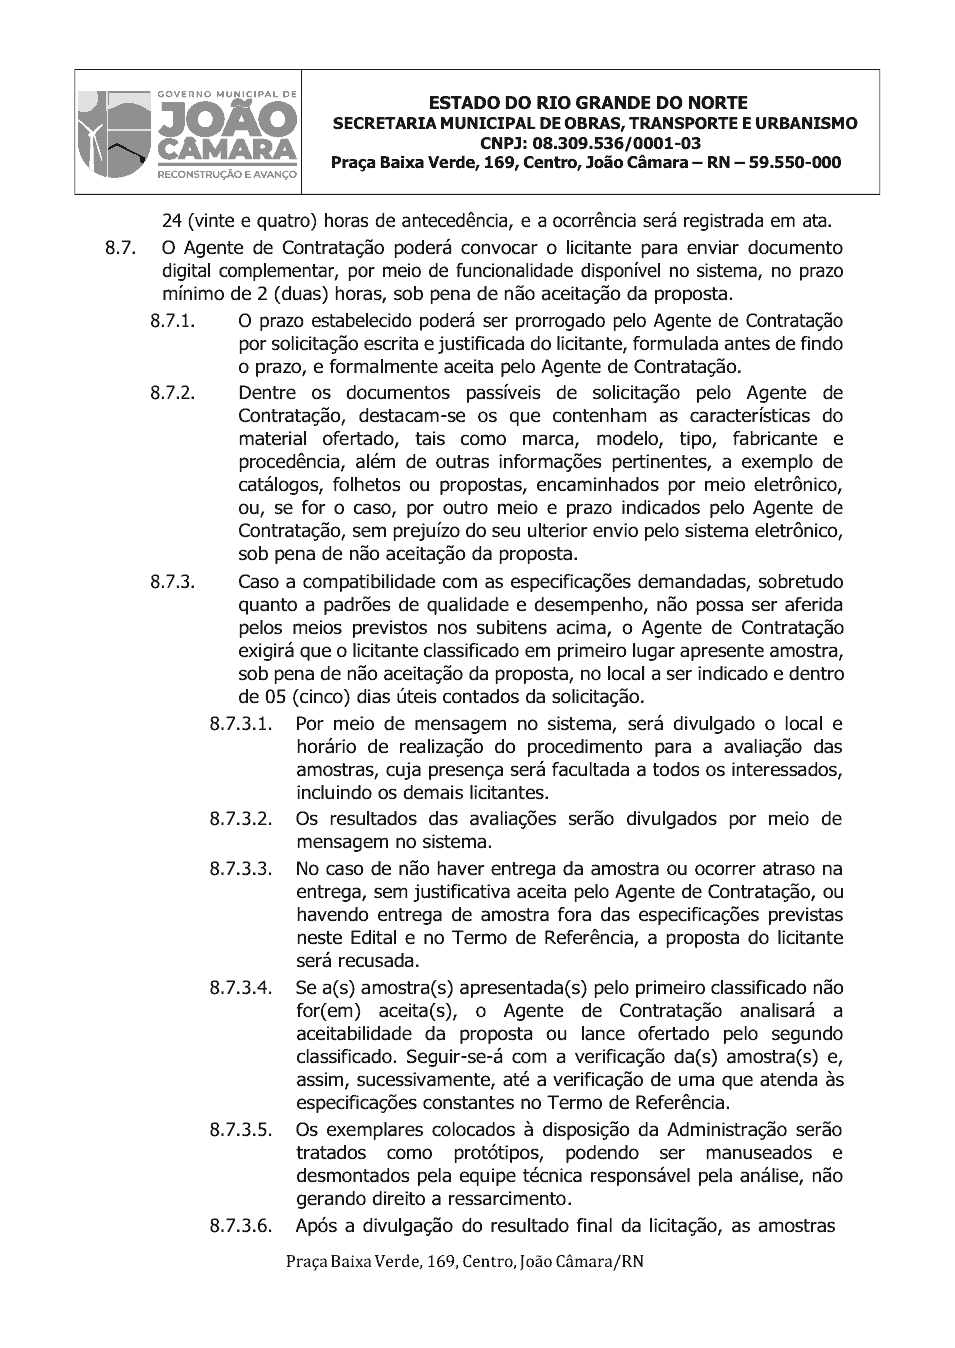 GOVERNO MUNICIPAL DE
JOÃO
CÂMARA
RECONSTRUÇÃO E AVANÇO
ESTADO DO RIO GRANDE DO NORTE
SECRETARIA MUNICIPAL DE OBRAS, TRANSPORTE E URBANISMO
CNPJ: 08.309.536/0001-03
Praça Baixa Verde, 169, Centro, João Câmara – RN – 59.550-000
24 (vinte e quatro) horas de antecedência, e a ocorrência será registrada em ata.
8.7. O Agente de Contratação poderá convocar o licitante para enviar documento
digital complementar, por meio de funcionalidade disponível no sistema, no prazo
mínimo de 2 (duas) horas, sob pena de não aceitação da proposta.
8.7.1. O prazo estabelecido poderá ser prorrogado pelo Agente de Contratação
por solicitação escrita e justificada do licitante, formulada antes de findo
o prazo, e formalmente aceita pelo Agente de Contratação.
8.7.2. Dentre os documentos passíveis de solicitação pelo Agente de
Contratação, destacam-se os que contenham as características do
material ofertado, tais como marca, modelo, tipo, fabricante e
procedência, além de outras informações pertinentes, a exemplo de
catálogos, folhetos ou propostas, encaminhados por meio eletrônico,
ou, se for o caso, por outro meio e prazo indicados pelo Agente de
Contratação, sem prejuízo do seu ulterior envio pelo sistema eletrônico,
sob pena de não aceitação da proposta.
8.7.3. Caso a compatibilidade com as especificações demandadas, sobretudo
quanto a padrões de qualidade e desempenho, não possa ser aferida
pelos meios previstos nos subitens acima, o Agente de Contratação
exigirá que o licitante classificado em primeiro lugar apresente amostra,
sob pena de não aceitação da proposta, no local a ser indicado e dentro
de 05 (cinco) dias úteis contados da solicitação.
8.7.3.1. Por meio de mensagem no sistema, será divulgado o local e
horário de realização do procedimento para a avaliação das
amostras, cuja presença será facultada a todos os interessados,
incluindo os demais licitantes.
8.7.3.2. Os resultados das avaliações serão divulgados por meio de
mensagem no sistema.
8.7.3.3. No caso de não haver entrega da amostra ou ocorrer atraso na
entrega, sem justificativa aceita pelo Agente de Contratação, ou
havendo entrega de amostra fora das especificações previstas
neste Edital e no Termo de Referência, a proposta do licitante
será recusada.
8.7.3.4. Se a(s) amostra(s) apresentada(s) pelo primeiro classificado não
for(em) aceita(s), o Agente de Contratação analisará a
aceitabilidade da proposta ou lance ofertado pelo segundo
classificado. Seguir-se-á com a verificação da(s) amostra(s) e,
assim, sucessivamente, até a verificação de uma que atenda às
especificações constantes no Termo de Referência.
8.7.3.5. Os exemplares colocados à disposição da Administração serão
tratados como protótipos, podendo ser manuseados e
desmontados pela equipe técnica responsável pela análise, não
gerando direito a ressarcimento.
8.7.3.6. Após a divulgação do resultado final da licitação, as amostras
Praça Baixa Verde, 169, Centro, João Câmara/RN